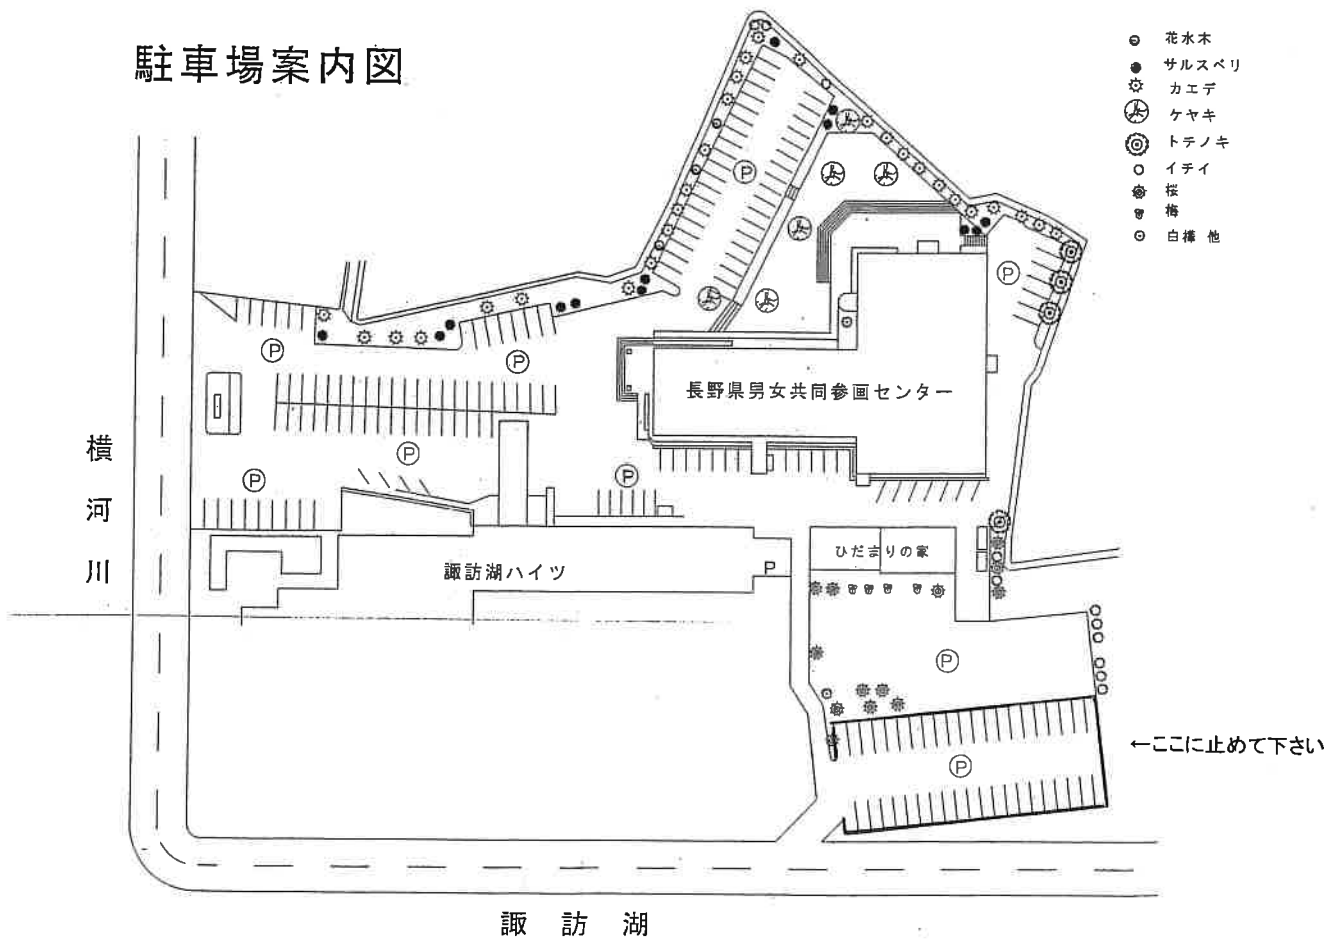 駐車場案内図
花水木
サルスベリ
カエデ
ケヤキ
トチノキ
イチイ
桜
梅
白樺 他
P
P
P
P
長野県男女共同参画センター
横河川
P
P
P
ひだまりの家
諏訪湖ハイツ
P
P
←ここに止めて下さい
P
諏訪湖